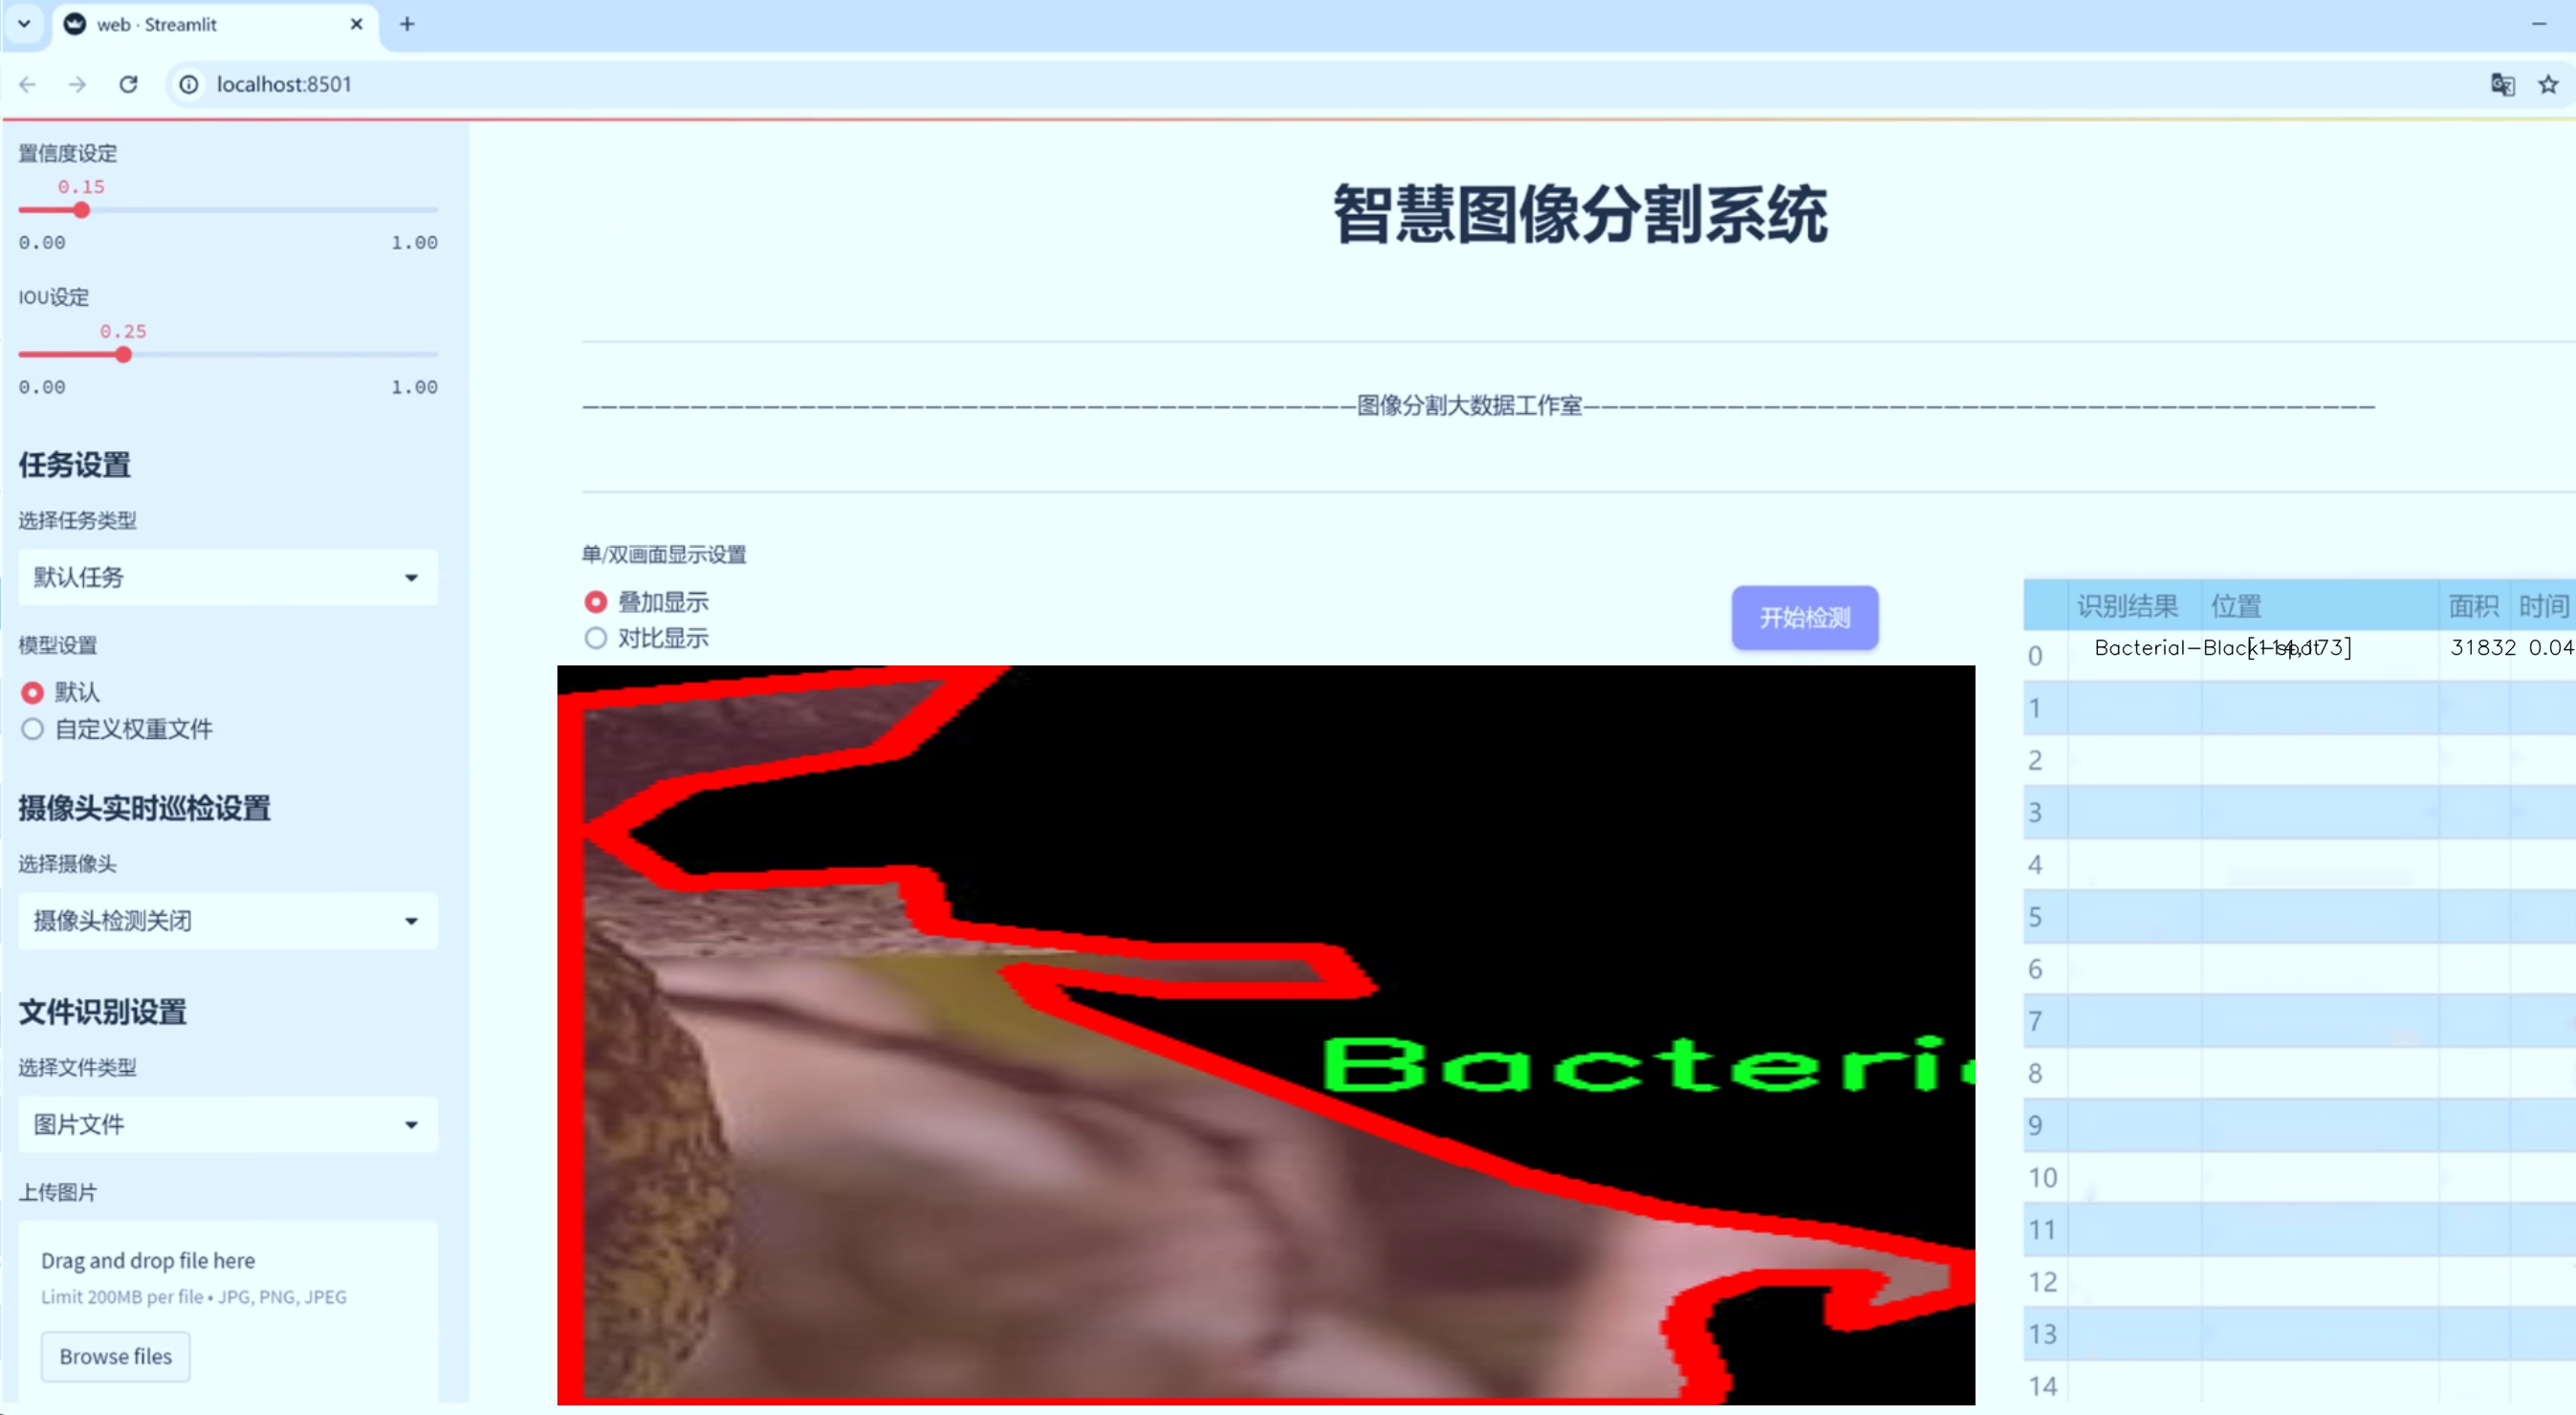 web · Streamlit
localhost:8501
置信度设定
0.15
0.00 1.00
IOU设定
0.25
0.00 1.00
任务设置
选择任务类型
默认任务
模型设置
默认
自定义权重文件
摄像头实时巡检设置
选择摄像头
摄像头检测关闭
文件识别设置
选择文件类型
图片文件
上传图片
Drag and drop file here
Limit 200MB per file • JPG, PNG, JPEG
Browse files
智慧图像分割系统
———————————————————————————————————————————图像分割大数据工作室————————————————————————————————————————————
单/双画面显示设置
叠加显示
对比显示
开始检测
Bacteri
识别结果 位置 面积 时间
0 Bacterial-Black-spot [114,173] 31832 0.04
1
2
3
4
5
6
7
8
9
10
11
12
13
14